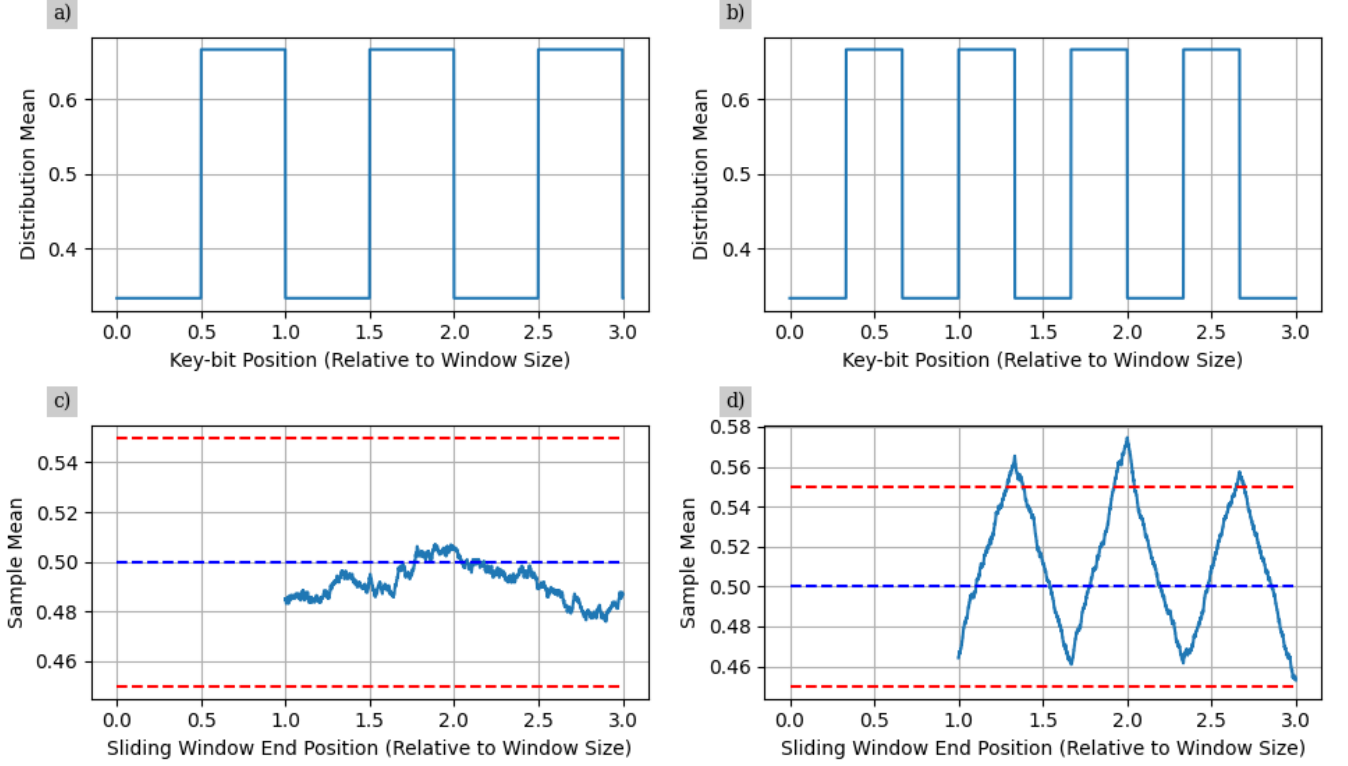 a)
Distribution Mean
0.6
0.5
0.4
0.0 0.5 1.0 1.5 2.0 2.5 3.0
Key-bit Position (Relative to Window Size)
b)
Distribution Mean
0.6
0.5
0.4
0.0 0.5 1.0 1.5 2.0 2.5 3.0
Key-bit Position (Relative to Window Size)
c)
Sample Mean
0.54
0.52
0.50
0.48
0.46
0.0 0.5 1.0 1.5 2.0 2.5 3.0
Sliding Window End Position (Relative to Window Size)
d)
Sample Mean
0.58
0.56
0.54
0.52
0.50
0.48
0.46
0.0 0.5 1.0 1.5 2.0 2.5 3.0
Sliding Window End Position (Relative to Window Size)